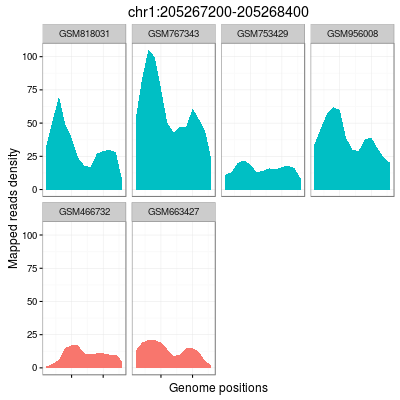 chr1:205267200-205268400
GSM818031 GSM767343 GSM753429 GSM956008
100
75
50
25
0
GSM466732 GSM663427
100
75
50
25
0
Mapped reads density
Genome positions